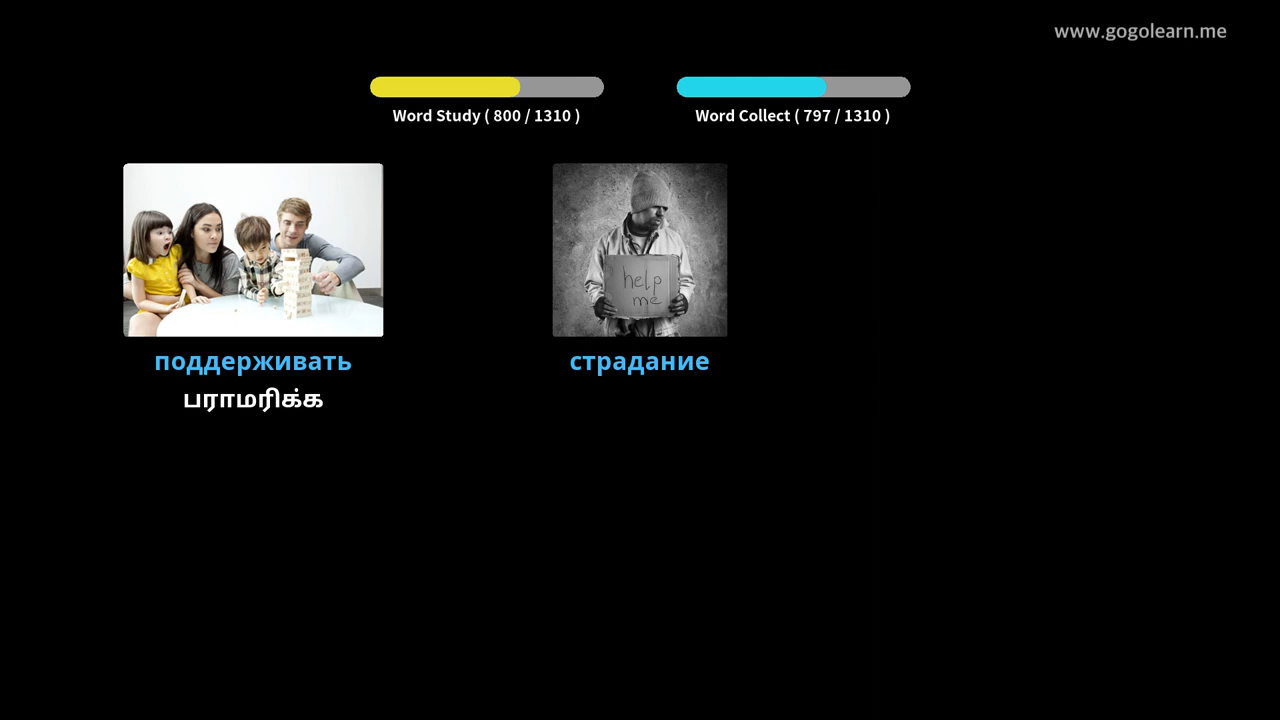 www.gogolearn.me
Word Study ( 800 / 1310 )
Word Collect ( 797 / 1310 )
help
me
поддерживать
страдание
பராமரிக்க